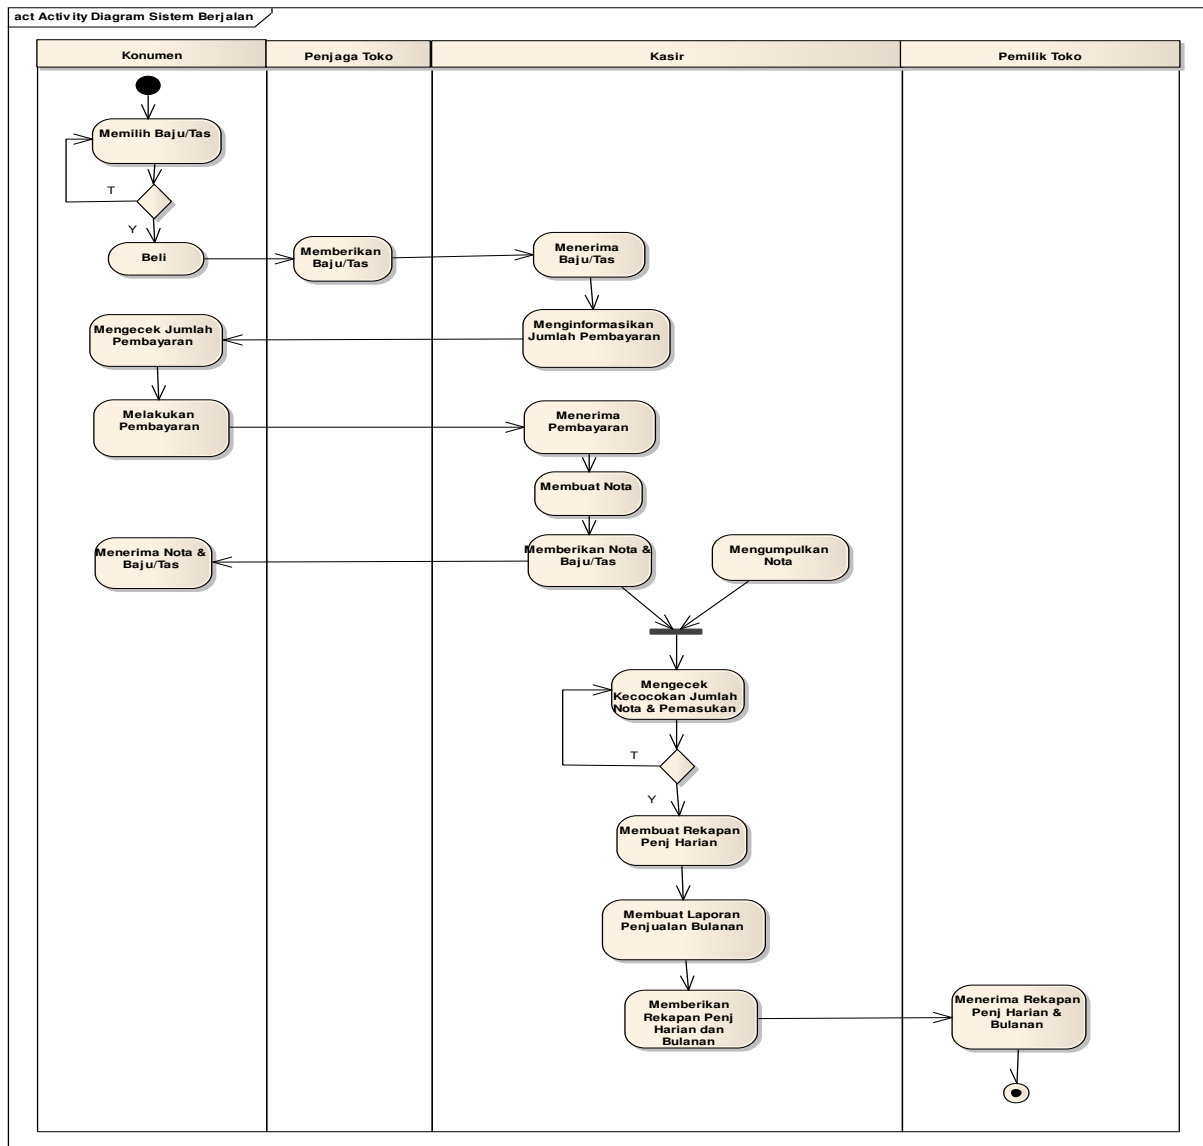 act Activity Diagram Sistem Berjalan
Konumen
Penjaga Toko
Kasir
Pemilik Toko
Memilih Baju/Tas
T
Y
Beli
Memberikan
Baju/Tas
Menerima
Baju/Tas
Mengecek Jumlah
Pembayaran
Menginformasikan
Jumlah Pembayaran
Melakukan
Pembayaran
Menerima
Pembayaran
Membuat Nota
Menerima Nota &
Baju/Tas
Memberikan Nota &
Baju/Tas
Mengumpulkan
Nota
Mengecek
Kecocokan Jumlah
Nota & Pemasukan
T
Y
Membuat Rekapan
Penj Harian
Membuat Laporan
Penjualan Bulanan
Memberikan
Rekapan Penj
Harian dan
Bulanan
Menerima Rekapan
Penj Harian &
Bulanan